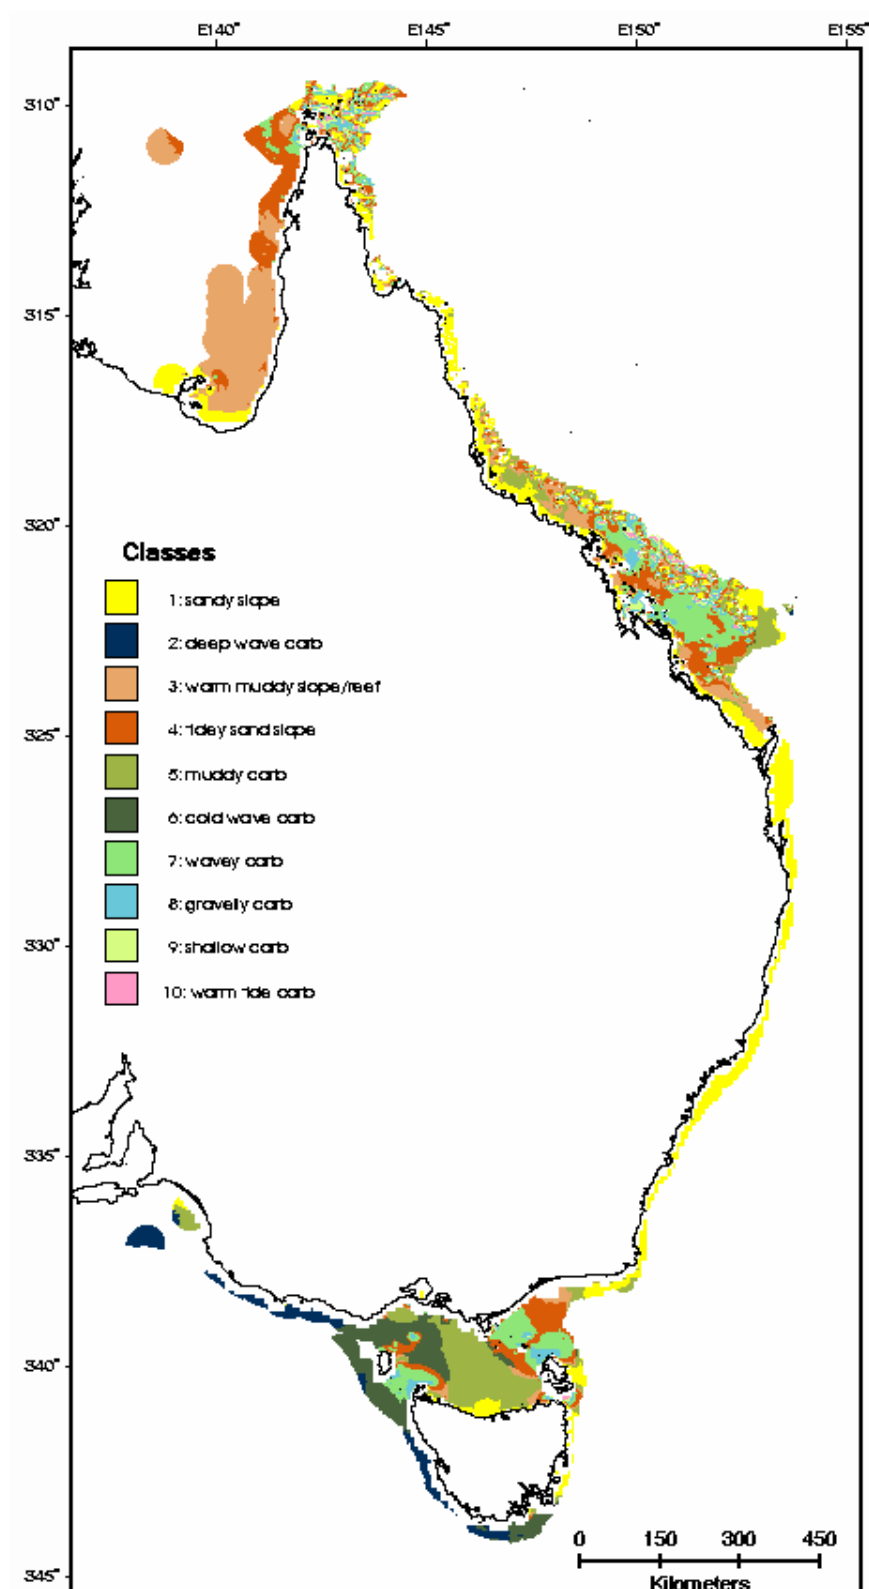 E140° E145° E150° E155°
S10°
S15°
S20°
Classes
1: sandy slope
2: deep wave carb
3: warm muddy slope/reef
4: tidey sand slope
S25°
5: muddy carb
6: cold wave carb
7: wavey carb
8: gravelly carb
S30°
9: shallow carb
10: warm tide carb
S35°
S40°
0 150 300 450
Kilometers
S45°